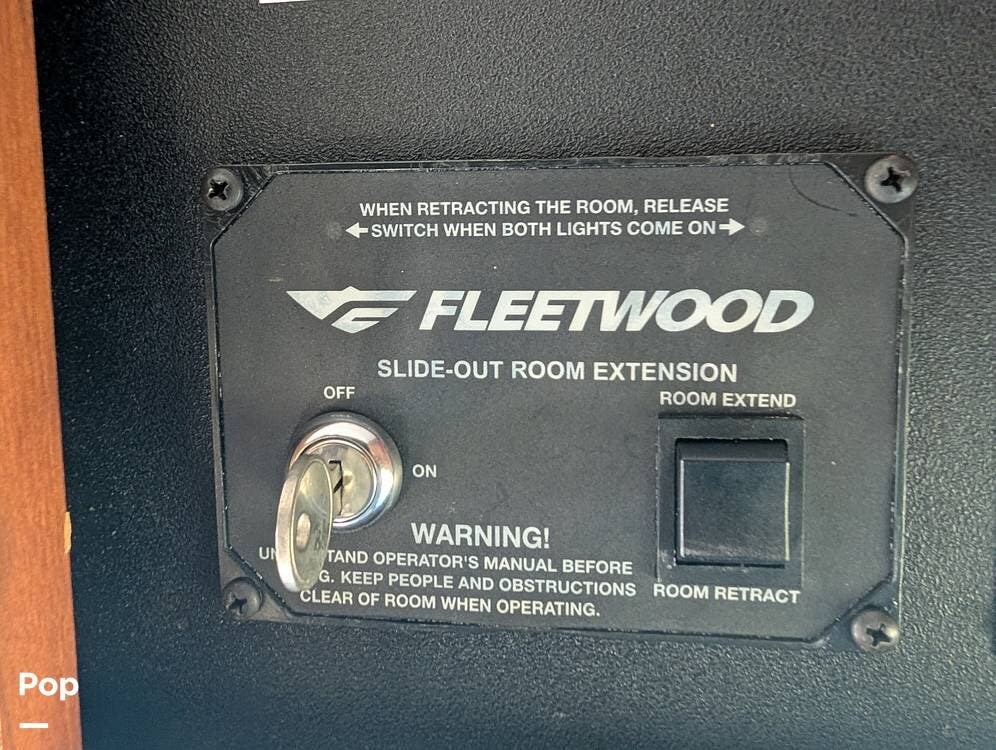 WHEN RETRACTING THE ROOM, RELEASE
SWITCH WHEN BOTH LIGHTS COME ON
FLEETWOOD
SLIDE-OUT ROOM EXTENSION
OFF
ROOM EXTEND
ON
WARNING!
OPERATOR'S MANUAL BEFORE
KEEP PEOPLE AND OBSTRUCTIONS
CLEAR OF ROOM WHEN OPERATING.
ROOM RETRACT
Pop